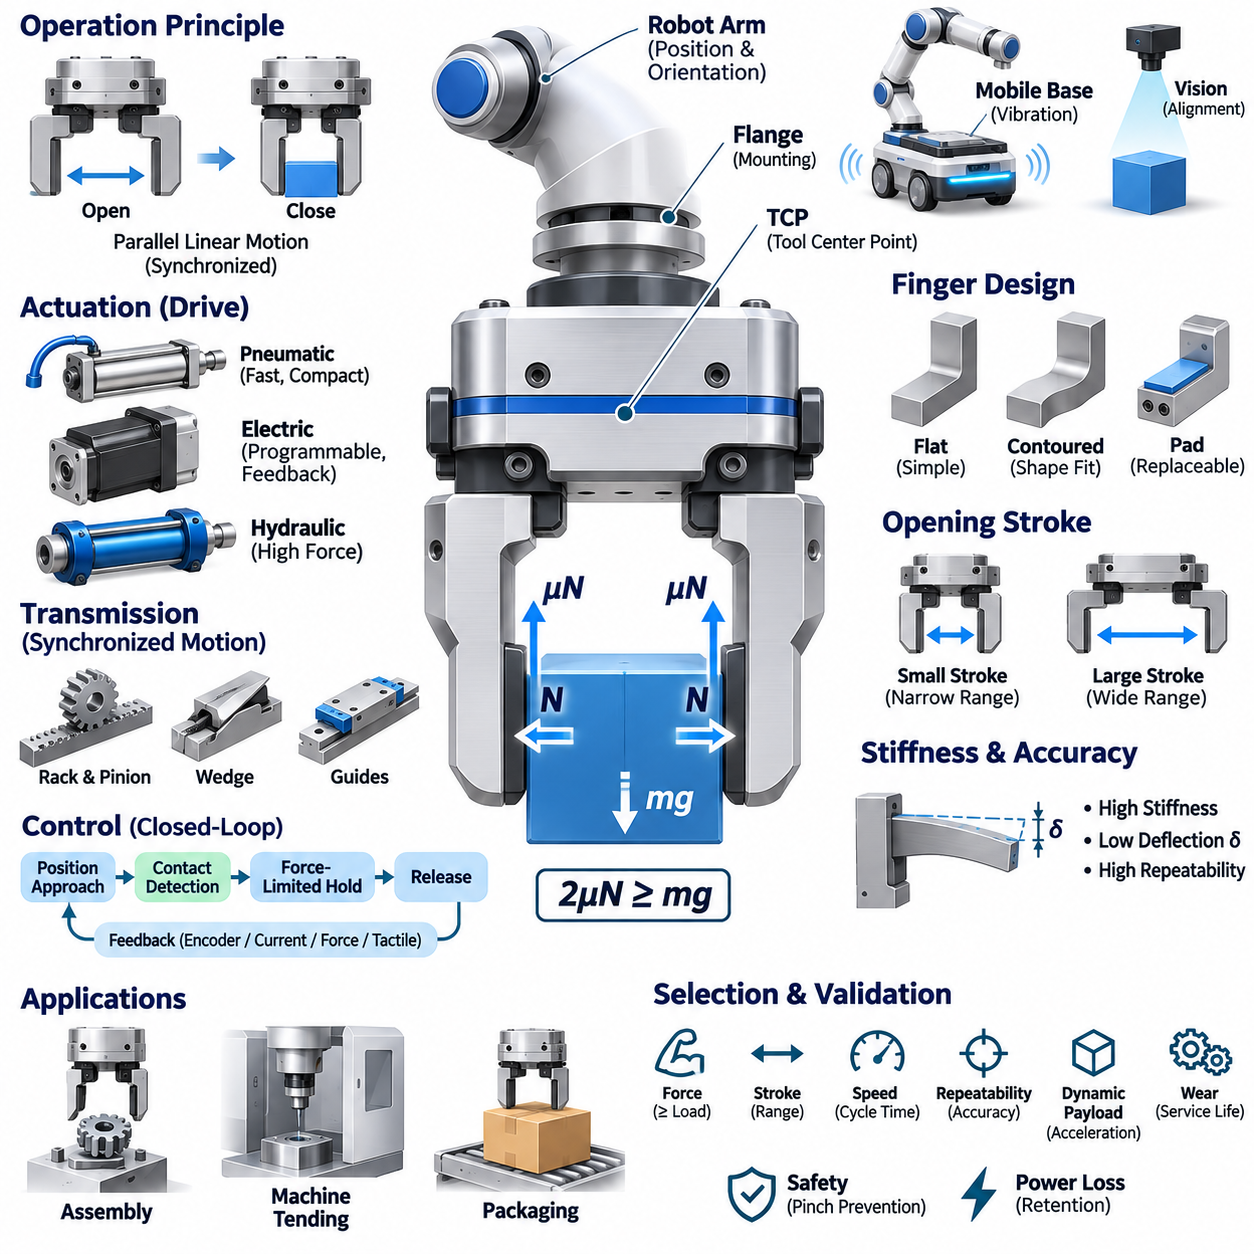 Operation Principle
Open
Close
Parallel Linear Motion
(Synchronized)
Robot Arm
(Position &
Orientation)
Flange
(Mounting)
TCP
(Tool Center Point)
Mobile Base
(Vibration)
Vision
(Alignment)
Actuation (Drive)
Pneumatic
(Fast, Compact)
Electric
(Programmable,
Feedback)
Hydraulic
(High Force)
Transmission
(Synchronized Motion)
Rack & Pinion
Wedge
Guides
Control (Closed-Loop)
Position
Approach
Contact
Detection
Force-
Limited Hold
Release
Feedback (Encoder / Current / Force / Tactile)
μN
μN
N
N
mg
2μN ≥ mg
Finger Design
Flat
(Simple)
Contoured
(Shape Fit)
Pad
(Replaceable)
Opening Stroke
Small Stroke
(Narrow Range)
Large Stroke
(Wide Range)
Stiffness & Accuracy
δ
• High Stiffness
• Low Deflection δ
• High Repeatability
Applications
Assembly
Machine
Tending
Packaging
Selection & Validation
Force
(≥ Load)
Stroke
(Range)
Speed
(Cycle Time)
Repeatability
(Accuracy)
Dynamic
Payload
(Acceleration)
Wear
(Service Life)
Safety
(Pinch Prevention)
Power Loss
(Retention)